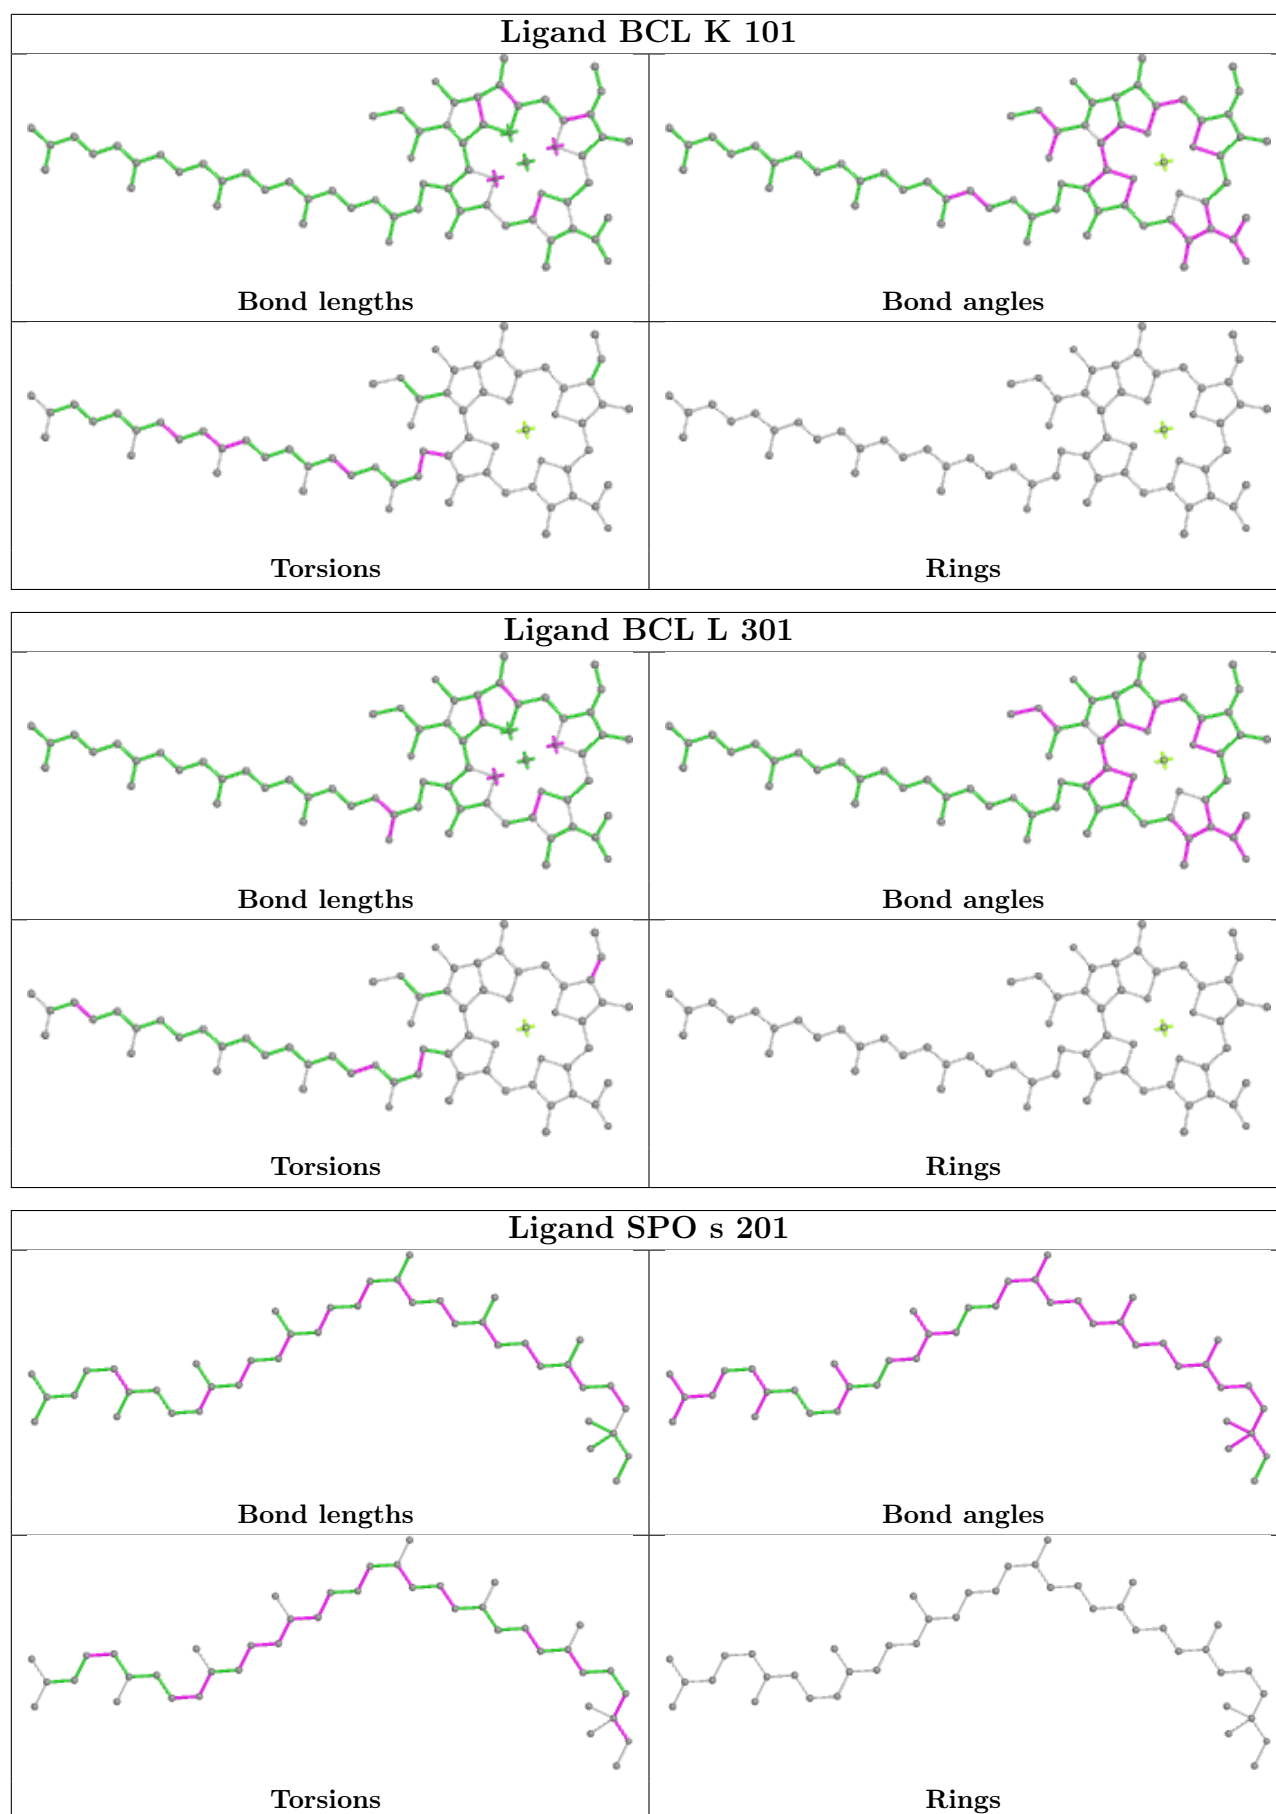 Ligand BCL K 101
Bond lengths
Bond angles
Torsions
Rings
Ligand BCL L 301
Bond lengths
Bond angles
Torsions
Rings
Ligand SPO s 201
Bond lengths
Bond angles
Torsions
Rings